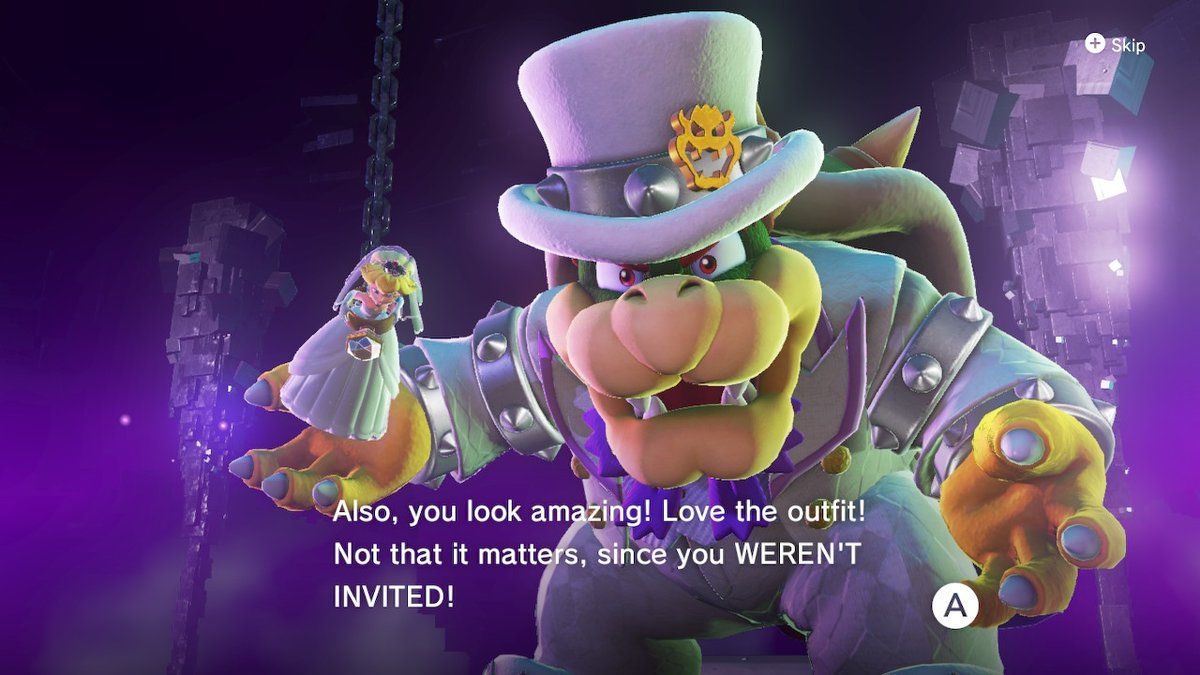 Skip
Also, you look amazing! Love the outfit!
Not that it matters, since you WEREN'T
INVITED!
A